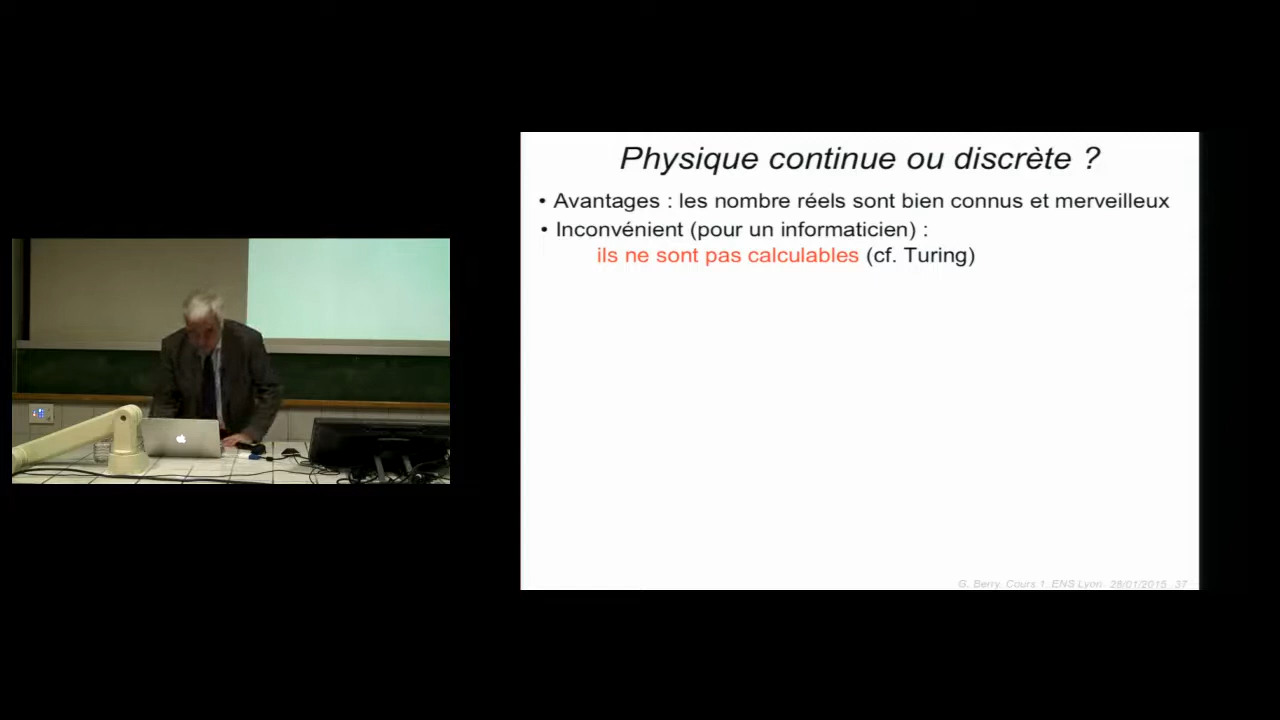 Physique continue ou discrète ?
• Avantages : les nombre réels sont bien connus et merveilleux
• Inconvénient (pour un informaticien) :
ils ne sont pas calculables (cf. Turing)
G. Berry, Cours 1, ENS Lyon 28/01/2015 37